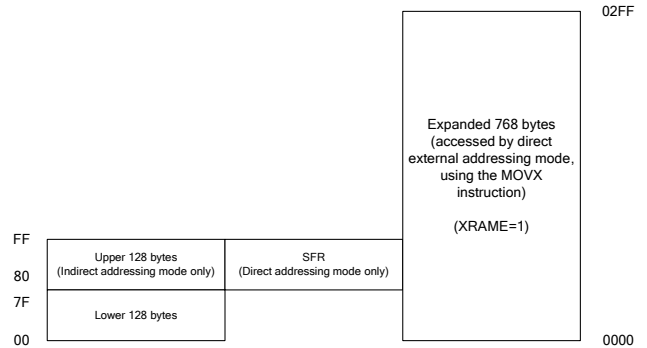 02FF
Expanded 768 bytes
(accessed by direct
external addressing mode,
using the MOVX
instruction)
(XRAME=1)
FF
Upper 128 bytes
(Indirect addressing mode only)
SFR
(Direct addressing mode only)
80
7F
Lower 128 bytes
00
0000